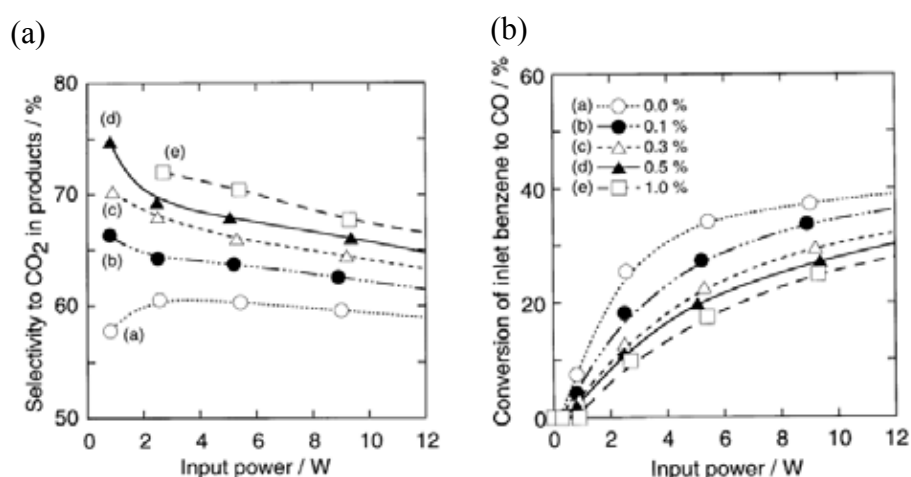 (a)
Selectivity to CO2 in products / %
80
70
60
50
(d)
(e)
(c)
(b)
(a)
0 2 4 6 8 10 12
Input power / W
(b)
Conversion of inlet benzene to CO / %
60
40
20
0
(a) 0.0 %
(b) 0.1 %
(c) 0.3 %
(d) 0.5 %
(e) 1.0 %
0 2 4 6 8 10 12
Input power / W